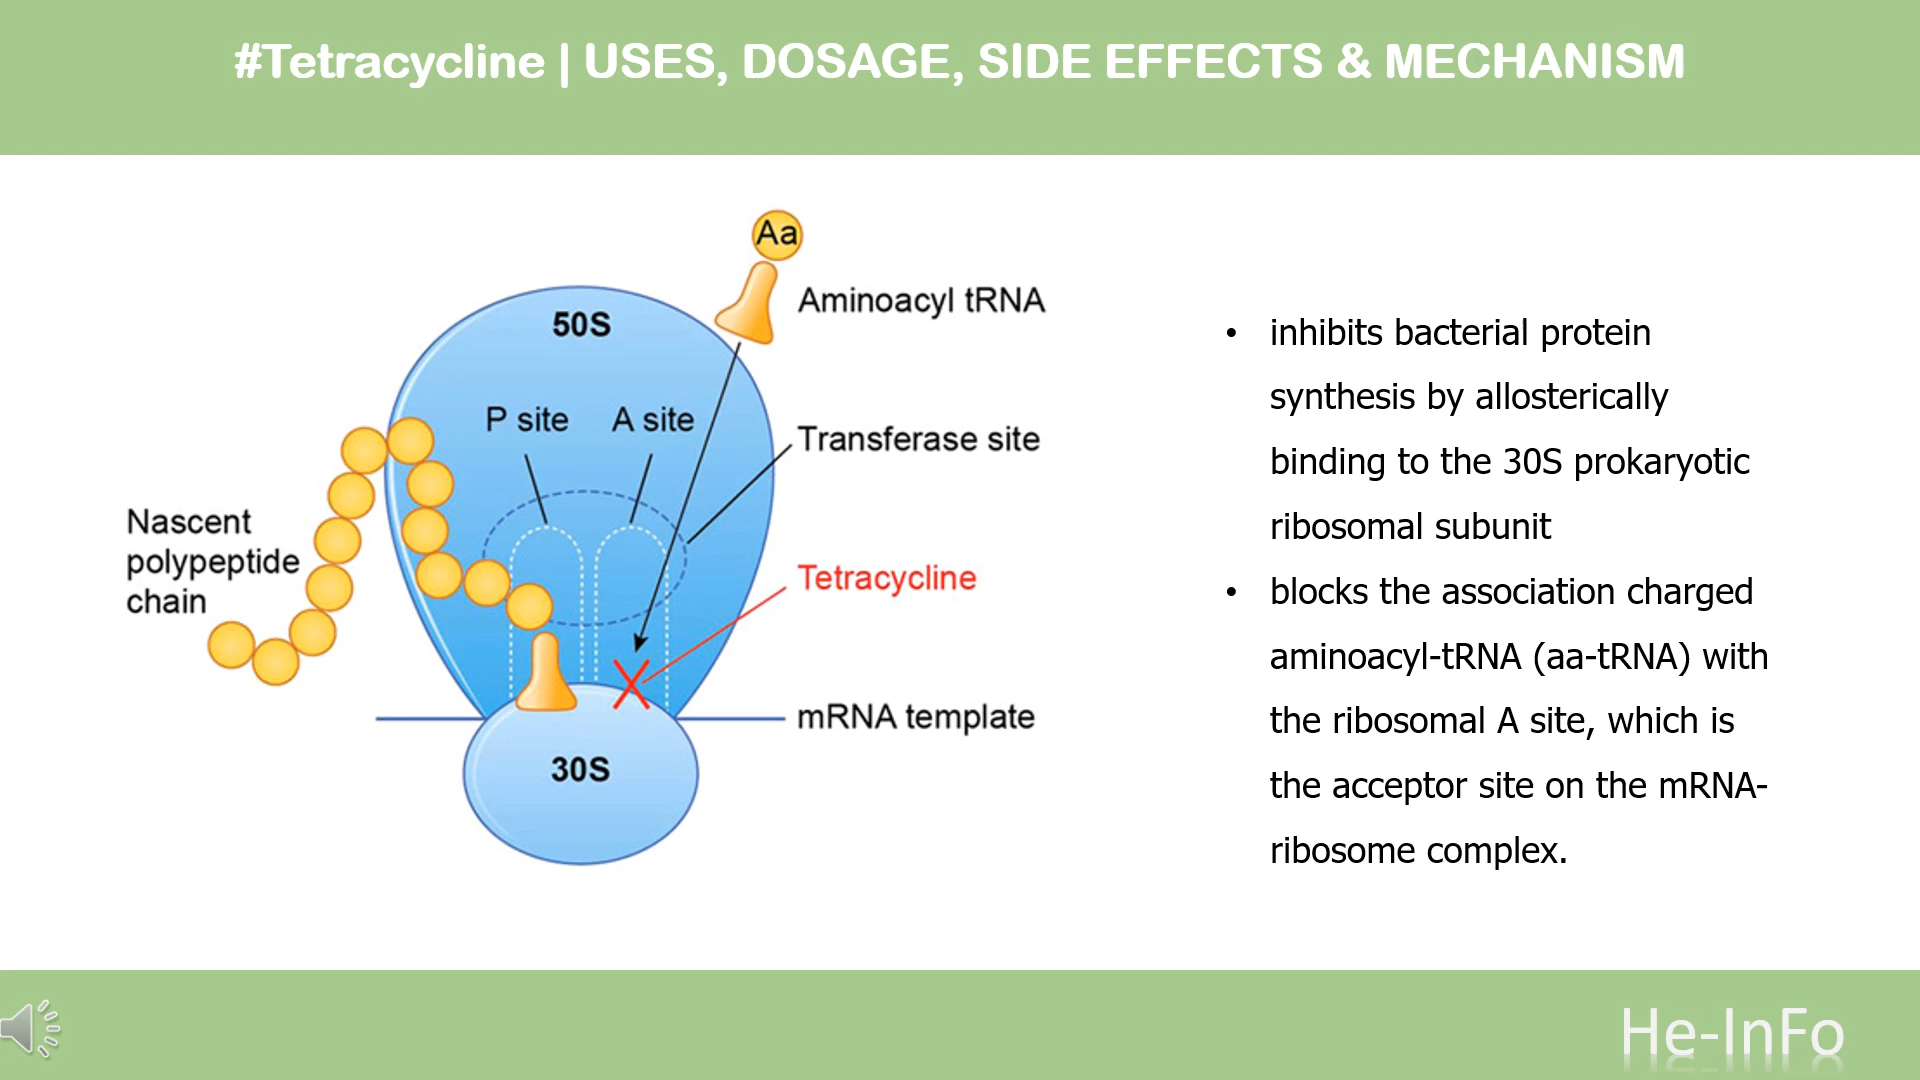 #Tetracycline | USES, DOSAGE, SIDE EFFECTS & MECHANISM
Aa
Aminoacyl tRNA
50S
P site
A site
Transferase site
Nascent
polypeptide
chain
Tetracycline
mRNA template
30S
• inhibits bacterial protein
synthesis by allosterically
binding to the 30S prokaryotic
ribosomal subunit
• blocks the association charged
aminoacyl-tRNA (aa-tRNA) with
the ribosomal A site, which is
the acceptor site on the mRNA-
ribosome complex.
He-InFo